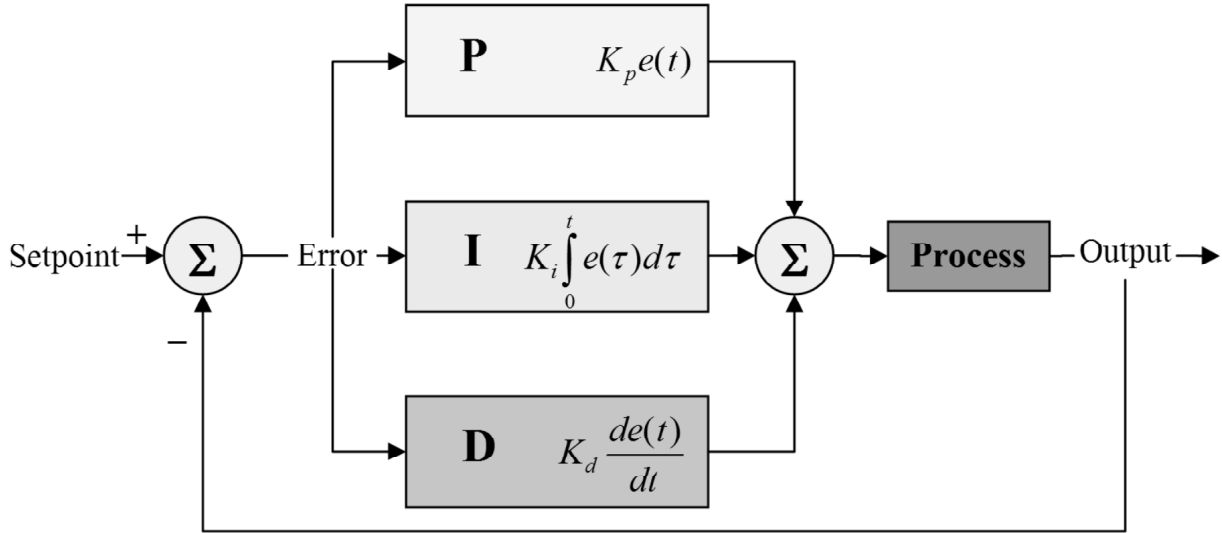 P K_p e(t)
Setpoint
+
−
Σ
Error
I K_i ∫_0^t e(τ)dτ
Σ
Process
Output
D K_d de(t)/dt